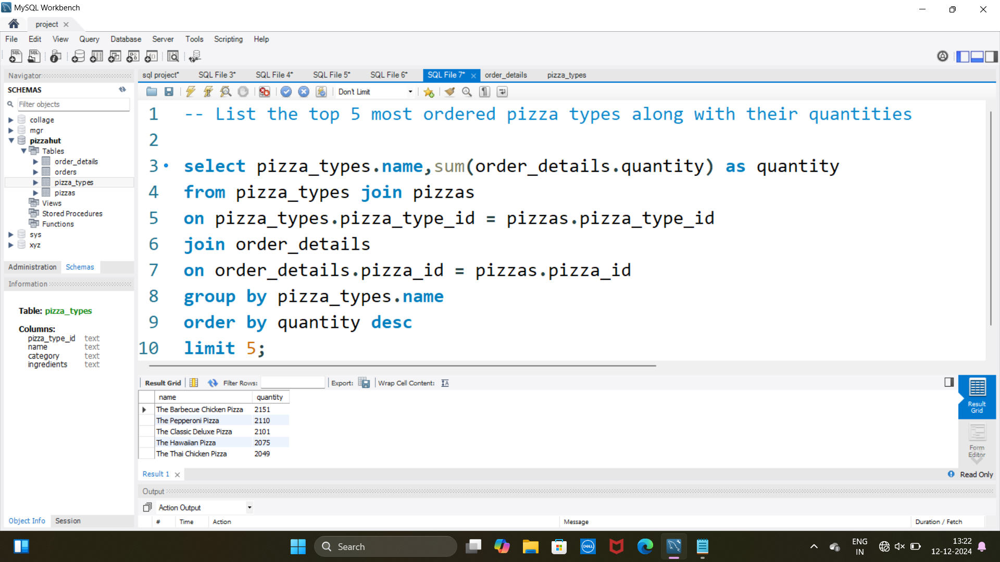 MySQL Workbench
project
File Edit View Query Database Server Tools Scripting Help
Navigator
SCHEMAS
Filter objects
collage
mgr
pizzahut
Tables
order_details
orders
pizza_types
pizzas
Views
Stored Procedures
Functions
sys
xyz
Administration Schemas
Information
Table: pizza_types
Columns:
pizza_type_id text
name text
category text
ingredients text
Object Info Session
sql project* SQL File 3* SQL File 4* SQL File 5* SQL File 6* SQL File 7* order_details pizza_types
Don't Limit
1 -- List the top 5 most ordered pizza types along with their quantities
2
3 select pizza_types.name,sum(order_details.quantity) as quantity
4 from pizza_types join pizzas
5 on pizza_types.pizza_type_id = pizzas.pizza_type_id
6 join order_details
7 on order_details.pizza_id = pizzas.pizza_id
8 group by pizza_types.name
9 order by quantity desc
10 limit 5;
Result Grid Filter Rows: Export: Wrap Cell Content:
name quantity
The Barbecue Chicken Pizza 2151
The Pepperoni Pizza 2110
The Classic Deluxe Pizza 2101
The Hawaiian Pizza 2075
The Thai Chicken Pizza 2049
Result
Grid
Form
Editor
Result 1
Read Only
Output
Action Output
# Time Action Message Duration / Fetch
Search
DELL
ENG
IN
13:22
12-12-2024